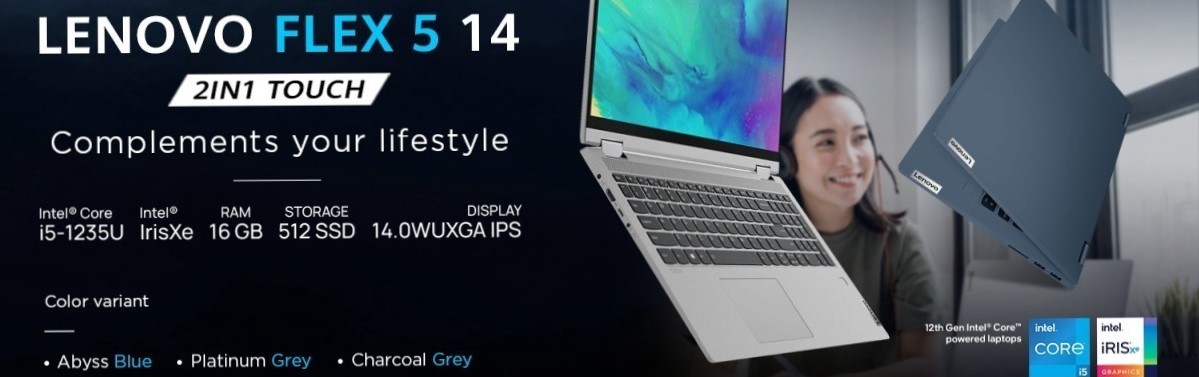 LENOVO FLEX 5 14
2IN1 TOUCH
Complements your lifestyle
Intel® Core Intel® RAM STORAGE DISPLAY
i5-1235U IrisXe 16 GB 512 SSD 14.0WUXGA IPS
Color variant
• Abyss Blue • Platinum Grey • Charcoal Grey
Lenovo
Lenovo
12th Gen Intel® Core™
powered laptops
intel.
CORE
i5
intel.
iRISxe
GRAPHICS